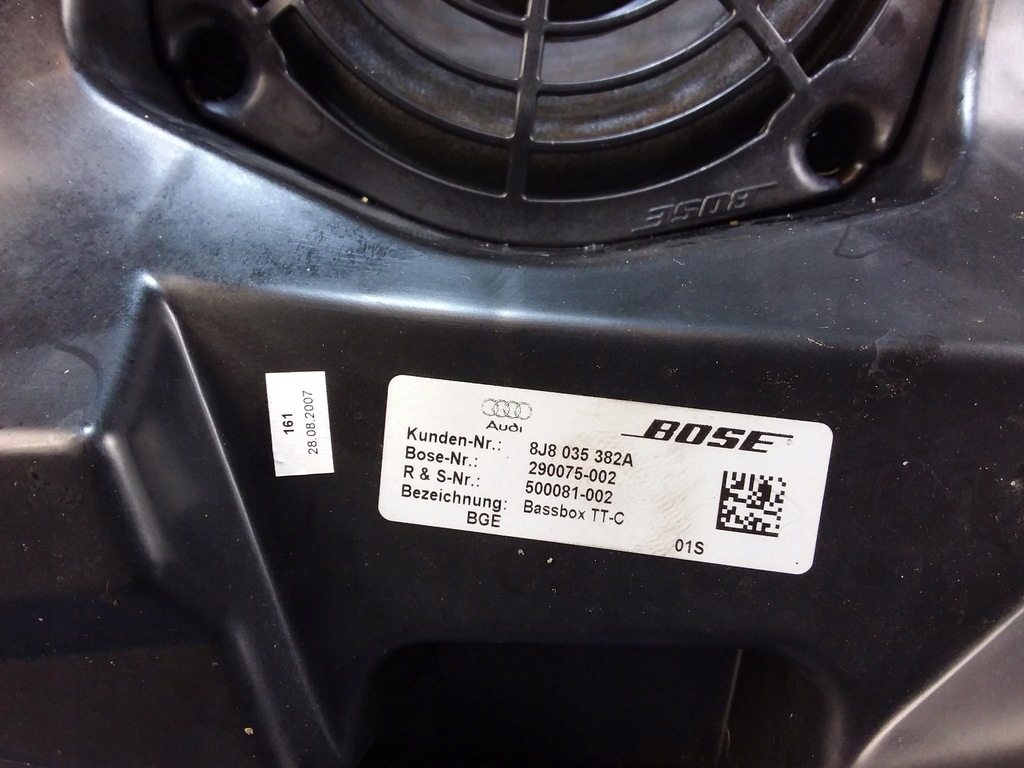 BOSE
161
28.08.2007
Audi
BOSE
Kunden-Nr.: 8J8 035 382A
Bose-Nr.: 290075-002
R & S-Nr.: 500081-002
Bezeichnung: Bassbox TT-C
BGE
01S